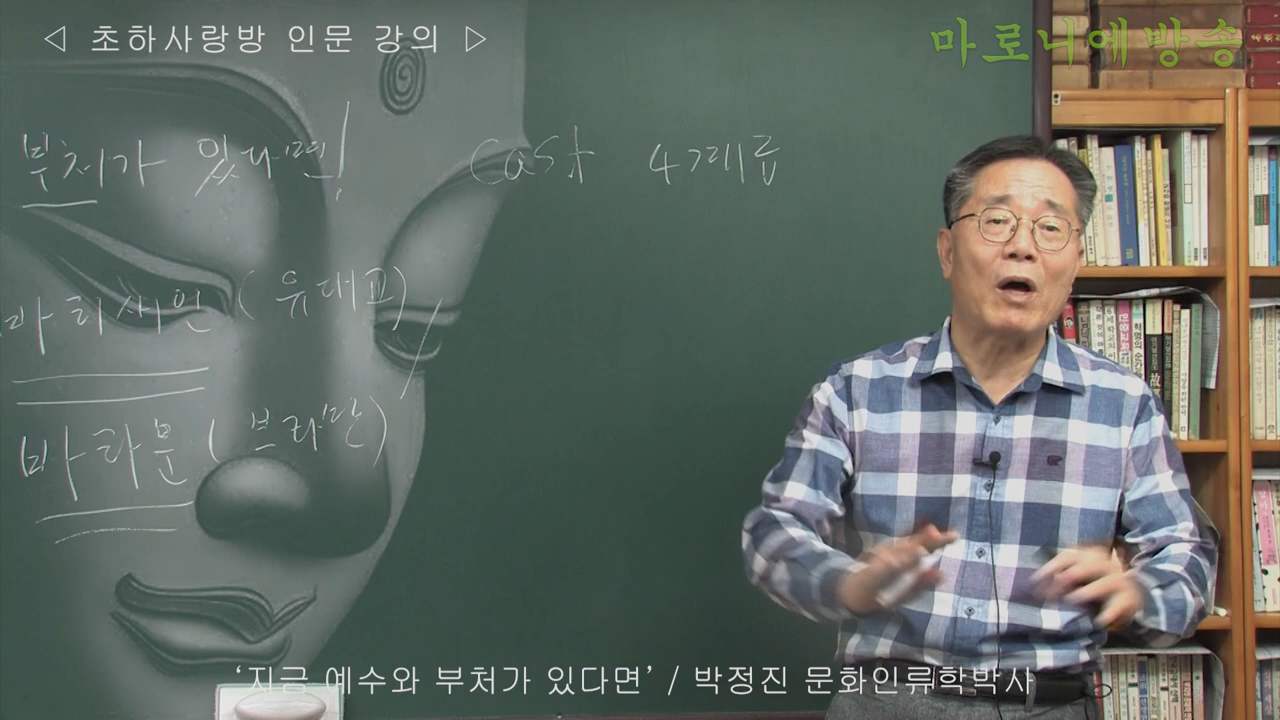 ◁ 초하사랑방 인문 강의 ▷
마로니에방송
부처가 있다면! Cast 4계급
바리새인 (유대교)
바라문 (브라만)
'지금 예수와 부처가 있다면' / 박정진 문화인류학박사